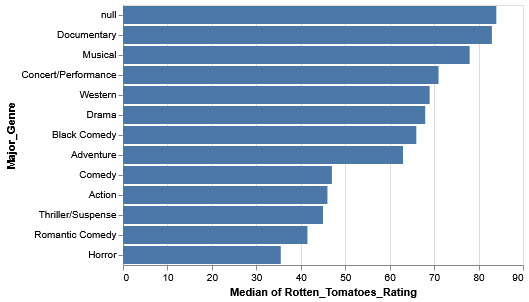 null
Documentary
Musical
Concert/Performance
Western
Drama
Black Comedy
Adventure
Comedy
Action
Thriller/Suspense
Romantic Comedy
Horror
Major_Genre
0 10 20 30 40 50 60 70 80 90
Median of Rotten_Tomatoes_Rating